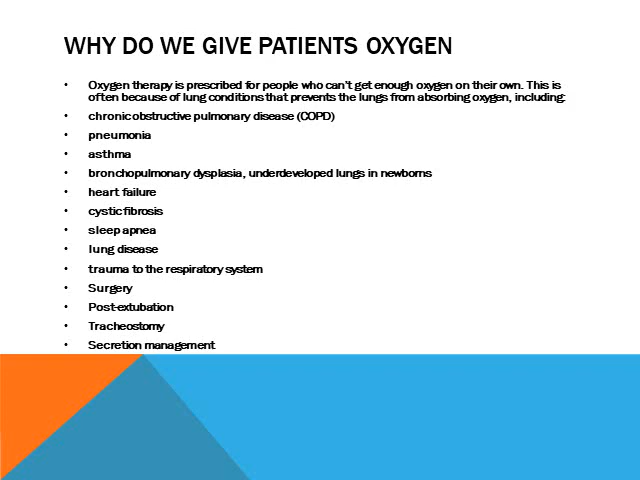 WHY DO WE GIVE PATIENTS OXYGEN
• Oxygen therapy is prescribed for people who can't get enough oxygen on their own. This is
often because of lung conditions that prevents the lungs from absorbing oxygen, including:
• chronic obstructive pulmonary disease (COPD)
• pneumonia
• asthma
• bronchopulmonary dysplasia, underdeveloped lungs in newborns
• heart failure
• cystic fibrosis
• sleep apnea
• lung disease
• trauma to the respiratory system
• Surgery
• Post-extubation
• Tracheostomy
• Secretion management